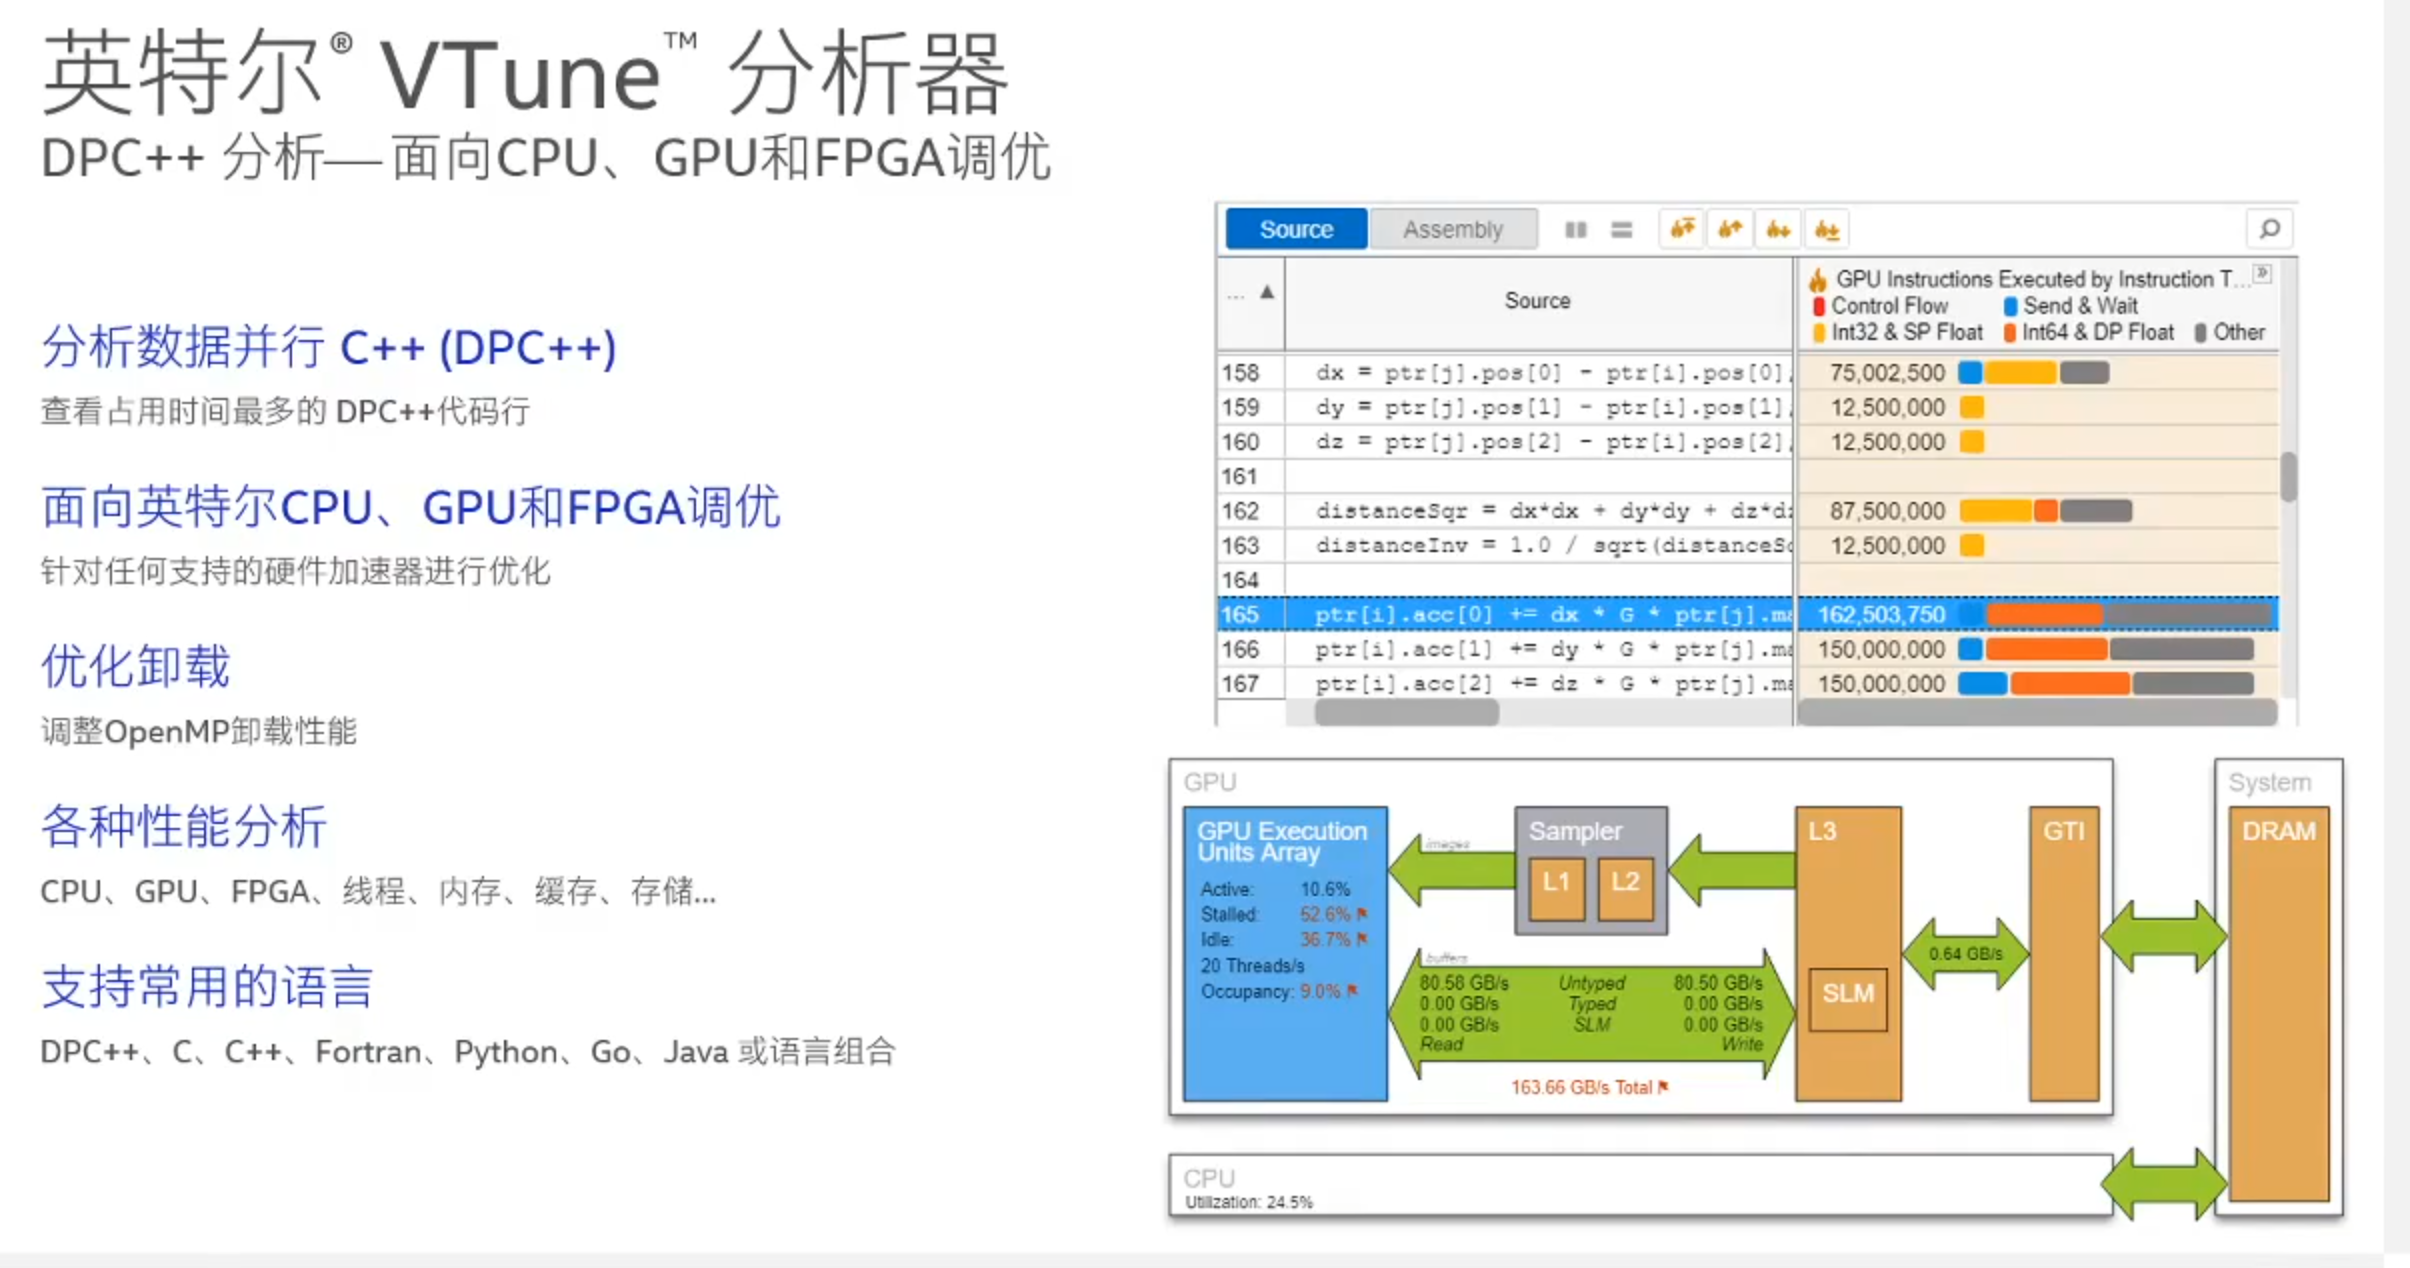 英特尔® VTune™ 分析器
DPC++ 分析—面向CPU、GPU和FPGA调优
分析数据并行 C++ (DPC++)
查看占用时间最多的 DPC++代码行
面向英特尔CPU、GPU和FPGA调优
针对任何支持的硬件加速器进行优化
优化卸载
调整OpenMP卸载性能
各种性能分析
CPU、GPU、FPGA、线程、内存、缓存、存储...
支持常用的语言
DPC++、C、C++、Fortran、Python、Go、Java 或语言组合
Source Assembly
... ▲ Source
GPU Instructions Executed by Instruction T... »
Control Flow Send & Wait
Int32 & SP Float Int64 & DP Float Other
158 dx = ptr[j].pos[0] - ptr[i].pos[0] 75,002,500
159 dy = ptr[j].pos[1] - ptr[i].pos[1] 12,500,000
160 dz = ptr[j].pos[2] - ptr[i].pos[2] 12,500,000
161
162 distanceSqr = dx*dx + dy*dy + dz*d 87,500,000
163 distanceInv = 1.0 / sqrt(distanceS 12,500,000
164
165 ptr[i].acc[0] += dx * G * ptr[j].m 162,503,750
166 ptr[i].acc[1] += dy * G * ptr[j].m 150,000,000
167 ptr[i].acc[2] += dz * G * ptr[j].m 150,000,000
GPU
GPU Execution
Units Array
Active: 10.6%
Stalled: 52.6%
Idle: 36.7%
20 Threads/s
Occupancy: 9.0%
images
Sampler
L1 L2
buffers
80.58 GB/s Untyped 80.50 GB/s
0.00 GB/s Typed 0.00 GB/s
0.00 GB/s SLM 0.00 GB/s
Read Write
163.66 GB/s Total
L3
SLM
0.64 GB/s
GTI
System
DRAM
CPU
Utilization: 24.5%